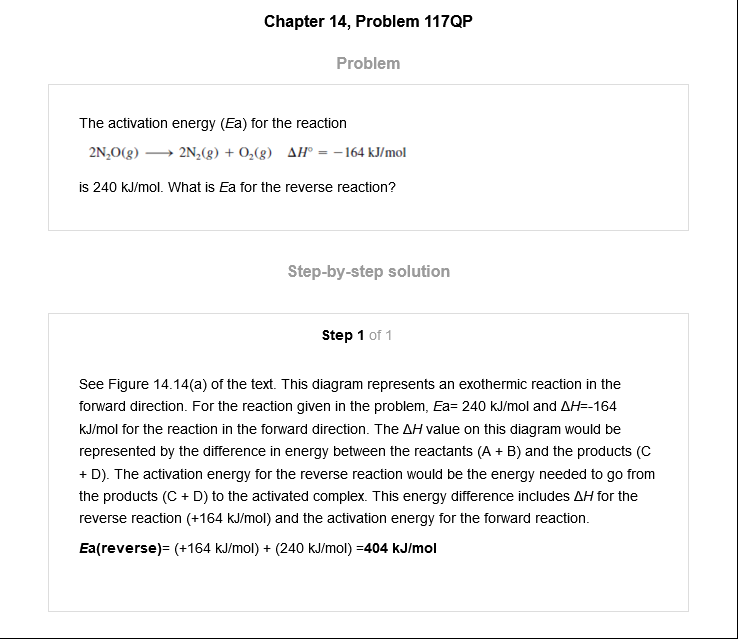 Chapter 14, Problem 117QP
Problem
The activation energy (Ea) for the reaction
2N₂O(g) ⟶ 2N₂(g) + O₂(g) ΔH° = −164 kJ/mol
is 240 kJ/mol. What is Ea for the reverse reaction?
Step-by-step solution
Step 1 of 1
See Figure 14.14(a) of the text. This diagram represents an exothermic reaction in the
forward direction. For the reaction given in the problem, Ea= 240 kJ/mol and ΔH=-164
kJ/mol for the reaction in the forward direction. The ΔH value on this diagram would be
represented by the difference in energy between the reactants (A + B) and the products (C
+ D). The activation energy for the reverse reaction would be the energy needed to go from
the products (C + D) to the activated complex. This energy difference includes ΔH for the
reverse reaction (+164 kJ/mol) and the activation energy for the forward reaction.
Ea(reverse)= (+164 kJ/mol) + (240 kJ/mol) =404 kJ/mol